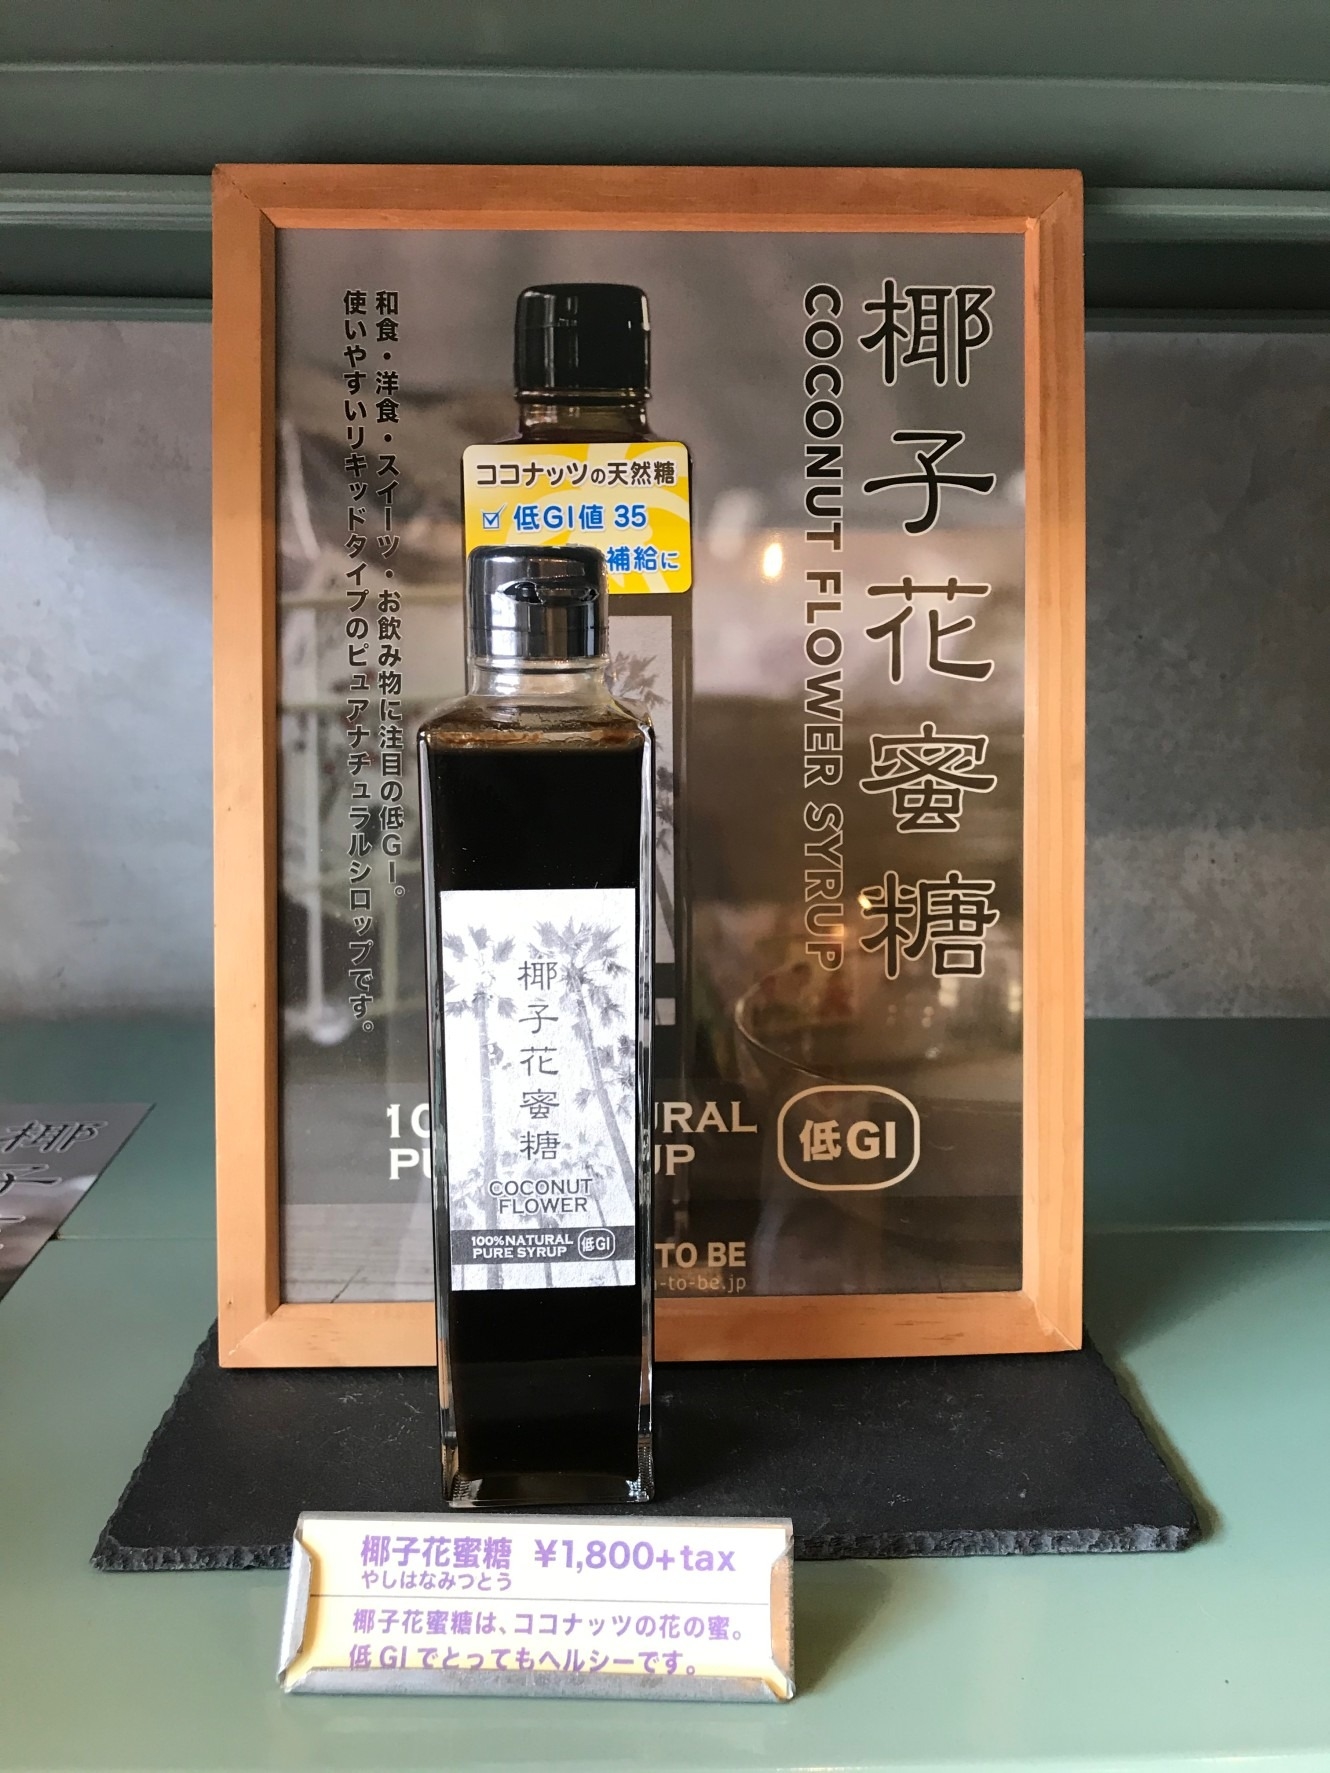 椰子花蜜糖
COCONUT FLOWER SYRUP
和食・洋食・スイーツ・お飲み物に注目の低GI。
使いやすいリキッドタイプのピュアナチュラルシロップです。
ココナッツの天然糖
低GI値 35
補給に
低GI
TO BE
-to-be.jp
椰子花蜜糖
COCONUT
FLOWER
100%NATURAL
PURE SYRUP
低GI
椰子
椰子花蜜糖 ¥1,800+tax
やしはなみつとう
椰子花蜜糖は、ココナッツの花の蜜。
低GIでとってもヘルシーです。